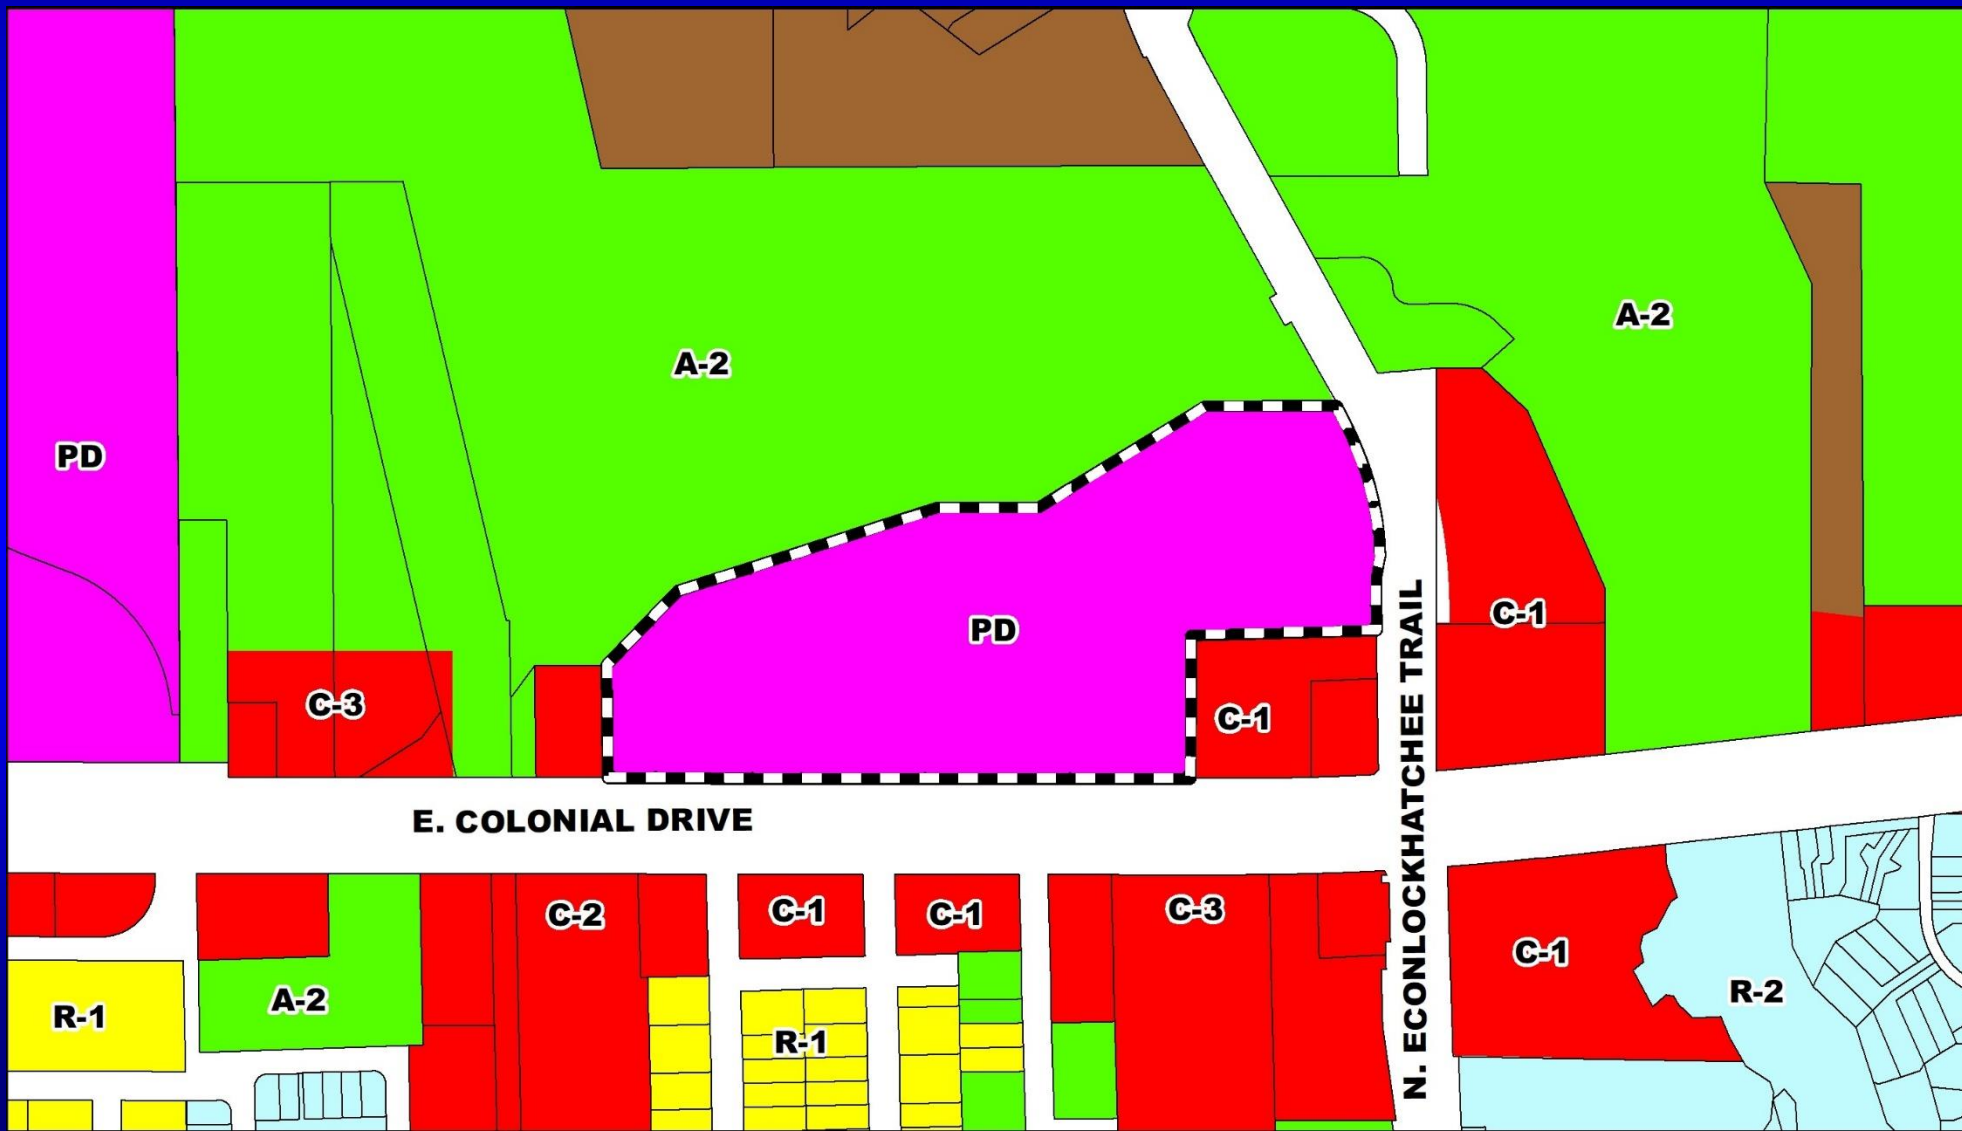 A-2
A-2
PD
PD
C-1
C-3
C-1
E. COLONIAL DRIVE
N. ECONLOCKHATCHEE TRAIL
C-2
C-1
C-1
C-3
C-1
A-2
R-1
R-1
R-2